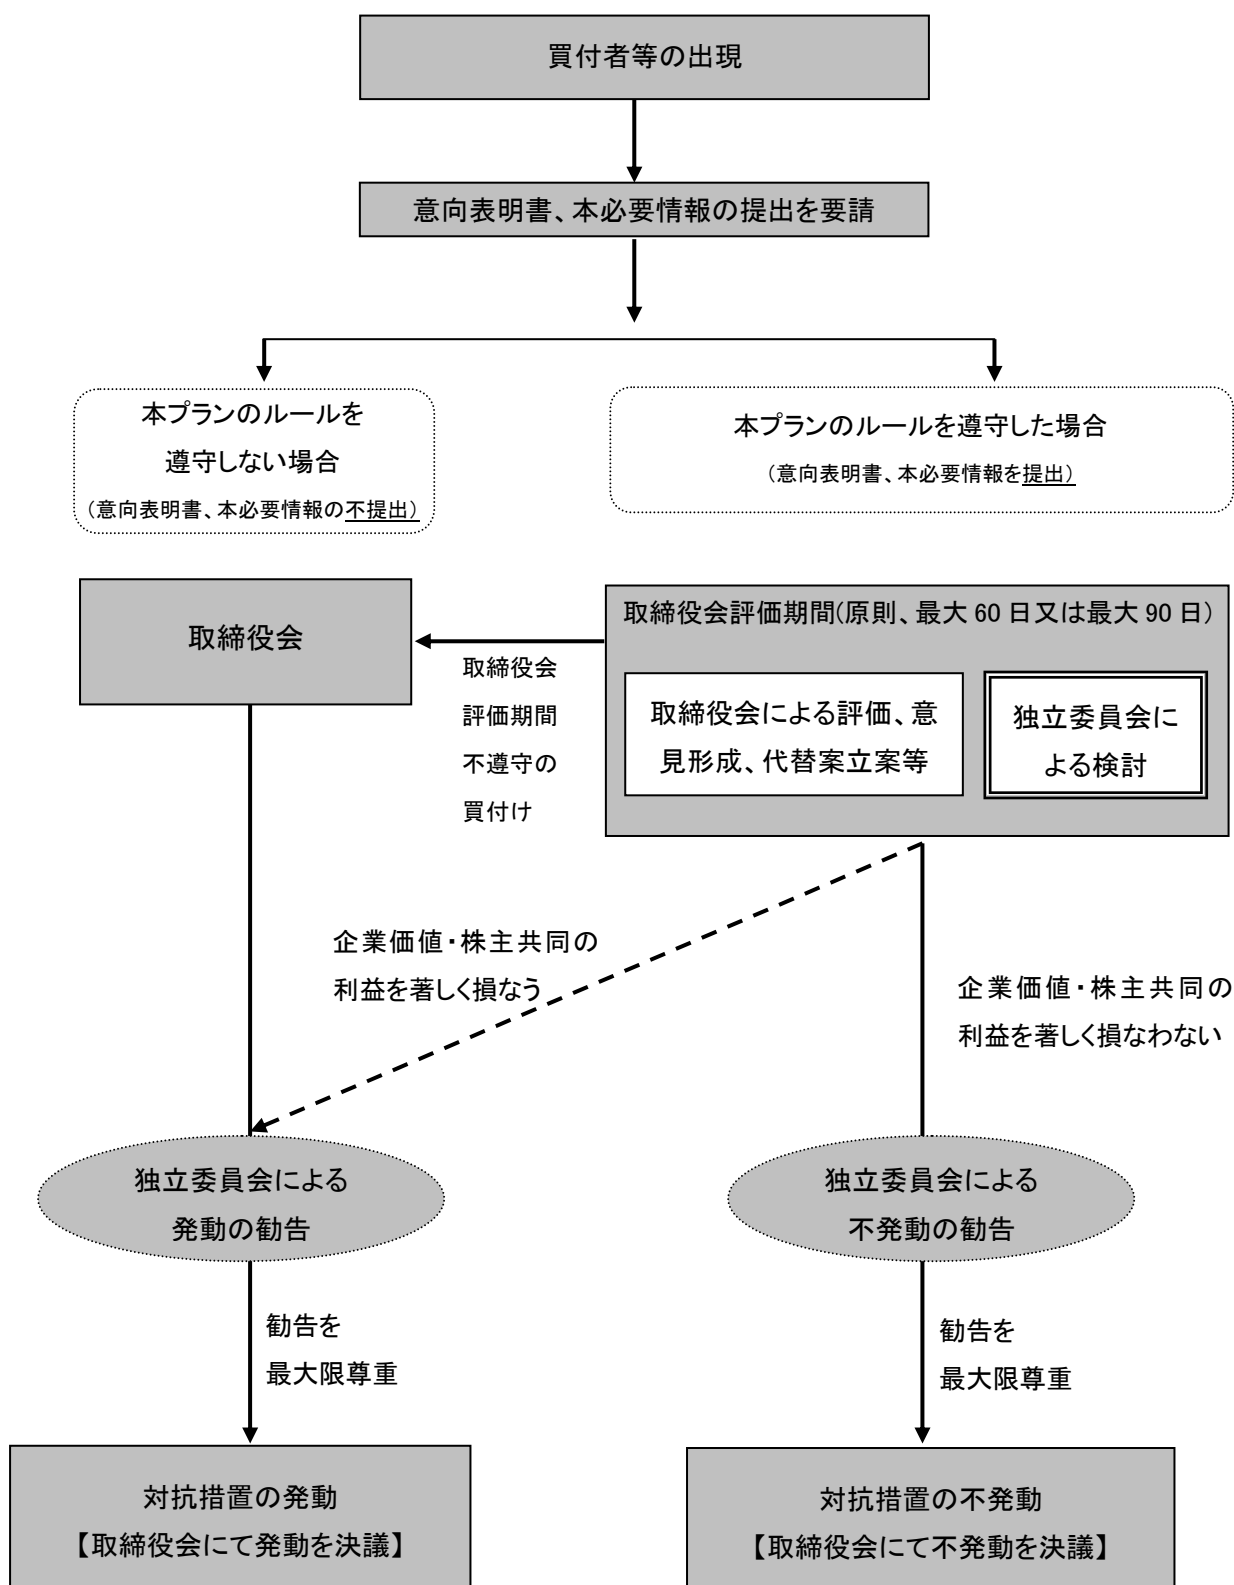 買付者等の出現
意向表明書、本必要情報の提出を要請
本プランのルールを
遵守しない場合
（意向表明書、本必要情報の不提出）
本プランのルールを遵守した場合
（意向表明書、本必要情報を提出）
取締役会
取締役会
評価期間
不遵守の
買付け
取締役会評価期間(原則、最大 60 日又は最大 90 日)
取締役会による評価、意
見形成、代替案立案等
独立委員会に
よる検討
企業価値・株主共同の
利益を著しく損なう
企業価値・株主共同の
利益を著しく損なわない
独立委員会による
発動の勧告
独立委員会による
不発動の勧告
勧告を
最大限尊重
勧告を
最大限尊重
対抗措置の発動
【取締役会にて発動を決議】
対抗措置の不発動
【取締役会にて不発動を決議】